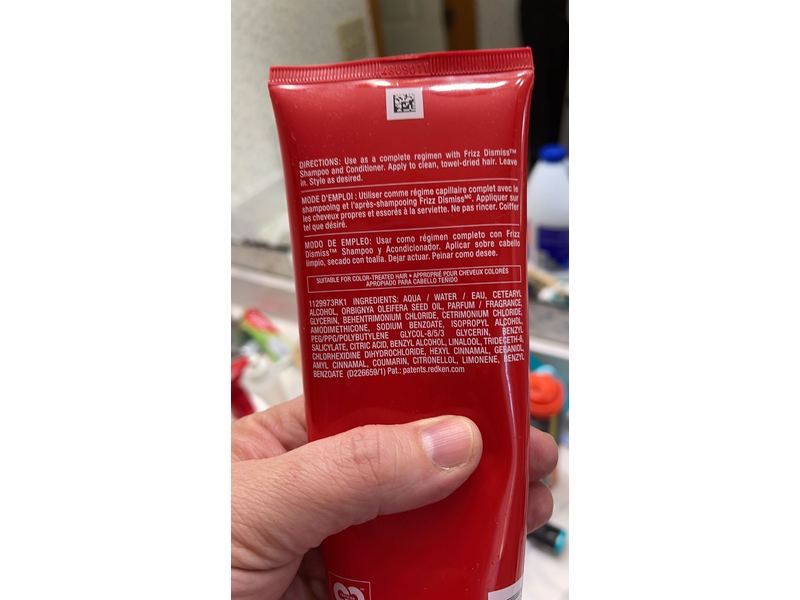 DIRECTIONS: Use as a complete regimen with Frizz Dismiss™
Shampoo and Conditioner. Apply to clean, towel-dried hair. Leave
in. Style as desired.
MODE D'EMPLOI : Utiliser comme régime capillaire complet avec le
shampooing et l'après-shampooing Frizz Dismissᴹᶜ. Appliquer sur
les cheveux propres et essorés à la serviette. Ne pas rincer. Coiffer
tel que désiré.
MODO DE EMPLEO: Usar como régimen completo con Frizz
Dismiss™ Shampoo y Acondicionador. Aplicar sobre cabello
limpio, secado con toalla. Dejar actuar. Peinar como desee.
SUITABLE FOR COLOR-TREATED HAIR • APPROPRIÉ POUR CHEVEUX COLORÉS
APROPIADO PARA CABELLO TEÑIDO
1129973RK1 INGREDIENTS: AQUA / WATER / EAU, CETEARYL
ALCOHOL, ORBIGNYA OLEIFERA SEED OIL, PARFUM / FRAGRANCE,
GLYCERIN, BEHENTRIMONIUM CHLORIDE, CETRIMONIUM CHLORIDE,
AMODIMETHICONE, SODIUM BENZOATE, ISOPROPYL ALCOHOL,
PEG/PPG/POLYBUTYLENE GLYCOL-8/5/3 GLYCERIN, BENZYL
SALICYLATE, CITRIC ACID, BENZYL ALCOHOL, LINALOOL, TRIDECETH-6,
CHLORHEXIDINE DIHYDROCHLORIDE, HEXYL CINNAMAL, GERANIOL,
AMYL CINNAMAL, COUMARIN, CITRONELLOL, LIMONENE, BENZYL
BENZOATE (D226659/1) Pat.: patents.redken.com